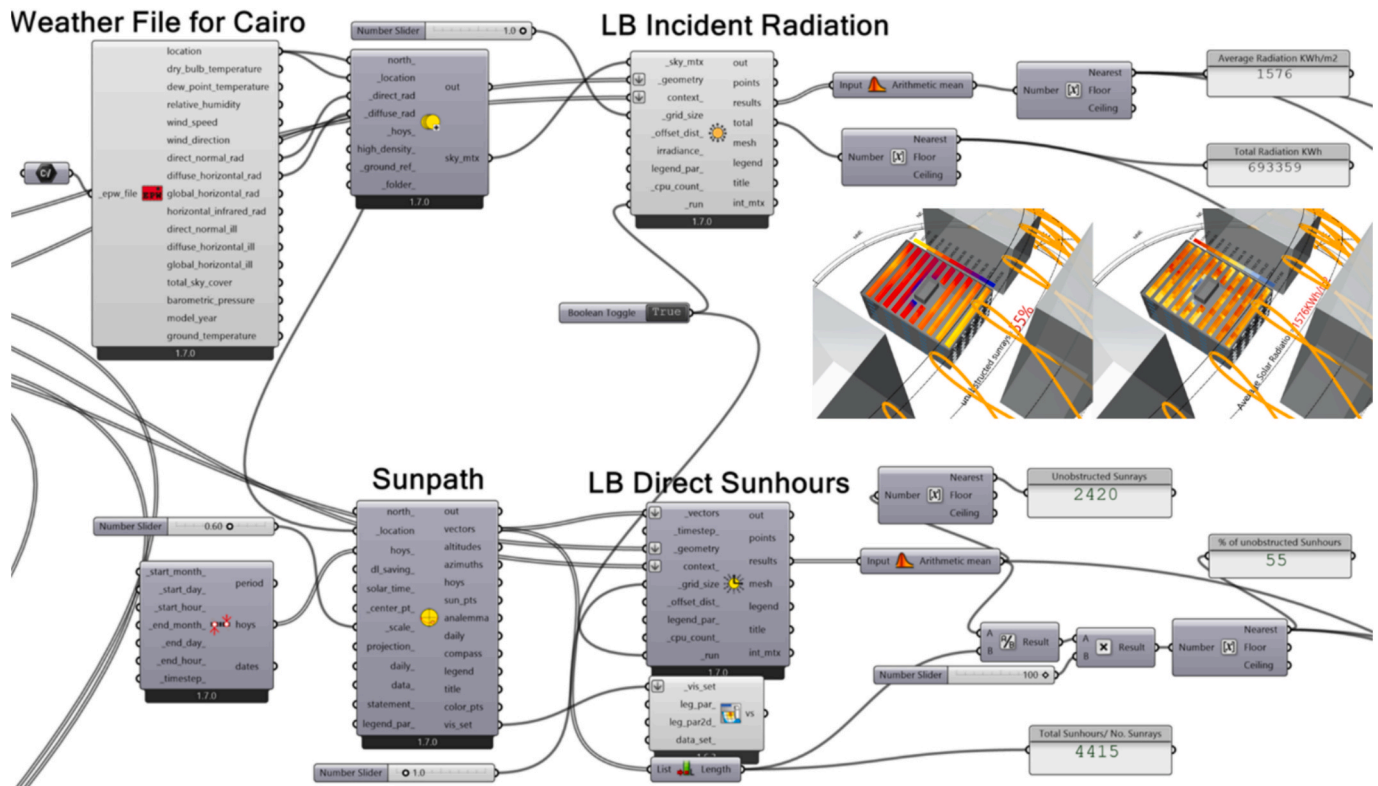 Weather File for Cairo
location
dry_bulb_temperature
dew_point_temperature
relative_humidity
wind_speed
wind_direction
direct_normal_rad
diffuse_horizontal_rad
_epw_file
EPW
global_horizontal_rad
horizontal_infrared_rad
direct_normal_ill
diffuse_horizontal_ill
global_horizontal_ill
total_sky_cover
barometric_pressure
model_year
ground_temperature
1.7.0
C:/
north_
_location
_direct_rad
_diffuse_rad
_hoys_
high_density_
_ground_ref_
_folder_
out
sky_mtx
1.7.0
Number Slider
1.0
LB Incident Radiation
_sky_mtx
_geometry
context_
_grid_size
_offset_dist_
irradiance_
legend_par_
_cpu_count_
_run
out
points
results
total
mesh
legend
title
int_mtx
1.7.0
Input
Arithmetic mean
Number
[x]
Nearest
Floor
Ceiling
Average Radiation KWh/m2
1576
Number
[x]
Nearest
Floor
Ceiling
Total Radiation KWh
693359
Boolean Toggle
True
unobstructed sunrays
55%
Average Solar Radiation
1576KWh/m2
Sunpath
Number Slider
0.60
_start_month_
_start_day_
_start_hour_
_end_month_
_end_day_
_end_hour_
_timestep_
period
hoys
dates
1.7.0
north_
_location
hoys_
dl_saving_
solar_time_
_center_pt_
_scale_
projection_
daily_
data_
statement_
legend_par_
out
vectors
altitudes
azimuths
hoys
sun_pts
analemma
daily
compass
legend
title
color_pts
vis_set
1.7.0
Number Slider
1.0
LB Direct Sunhours
_vectors
_timestep_
_geometry
context_
_grid_size
_offset_dist_
legend_par_
_cpu_count_
_run
out
points
results
mesh
legend
title
int_mtx
1.7.0
_vis_set
leg_par_
leg_par2d_
data_set_
vs
List
Length
Input
Arithmetic mean
Number
[x]
Nearest
Floor
Ceiling
Unobstructed Sunrays
2420
% of unobstructed Sunhours
55
A
B
A/B
Result
A
B
×
Result
Number
[x]
Nearest
Floor
Ceiling
Number Slider
100
Total Sunhours/ No. Sunrays
4415